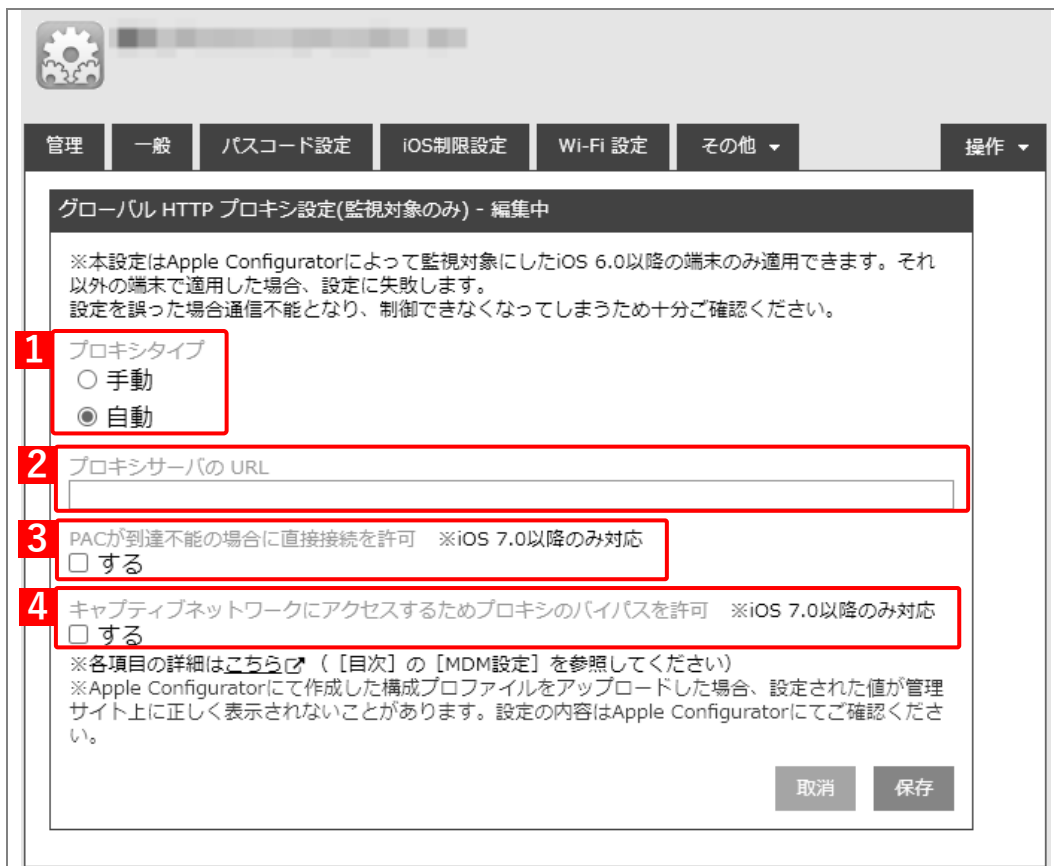 管理 一般 パスコード設定 iOS制限設定 Wi-Fi 設定 その他 ▼ 操作 ▼
グローバル HTTP プロキシ設定(監視対象のみ) - 編集中
※本設定はApple Configuratorによって監視対象にしたiOS 6.0以降の端末のみ適用できます。それ
以外の端末で適用した場合、設定に失敗します。
設定を誤った場合通信不能となり、制御できなくなってしまうため十分ご確認ください。
1 プロキシタイプ
手動
自動
2 プロキシサーバの URL
3 PACが到達不能の場合に直接接続を許可 ※iOS 7.0以降のみ対応
する
4 キャプティブネットワークにアクセスするためプロキシのバイパスを許可 ※iOS 7.0以降のみ対応
する
※各項目の詳細はこちら（［目次］の［MDM設定］を参照してください）
※Apple Configuratorにて作成した構成プロファイルをアップロードした場合、設定された値が管理
サイト上に正しく表示されないことがあります。設定の内容はApple Configuratorにてご確認くださ
い。
取消 保存